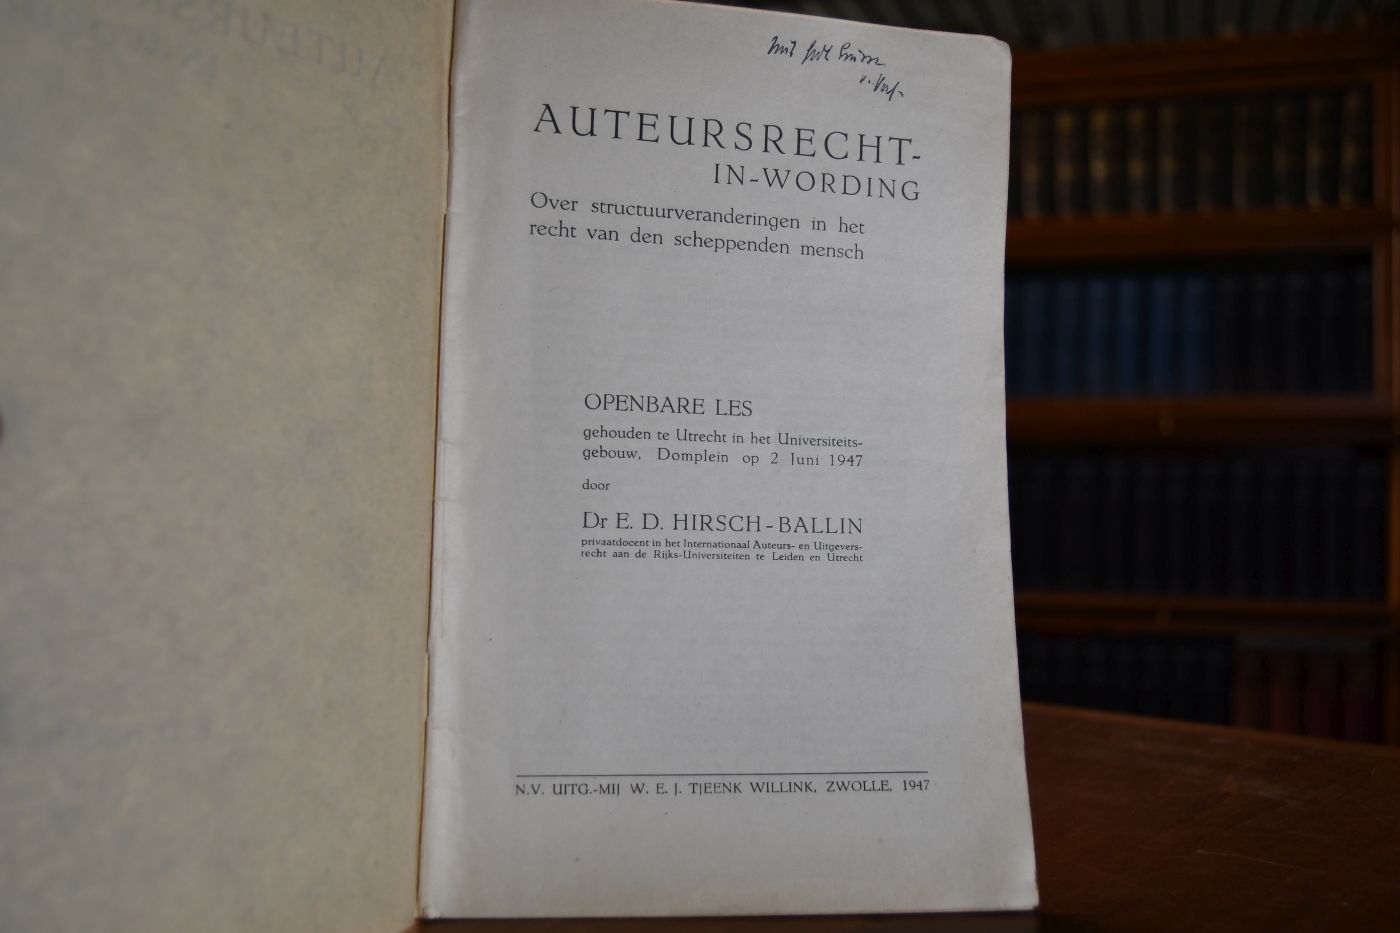 AUTEURSRECHT-
IN-WORDING
Over structuurveranderingen in het
recht van den scheppenden mensch
OPENBARE LES
gehouden te Utrecht in het Universiteits-
gebouw, Domplein op 2 Juni 1947
door
Dr E. D. HIRSCH-BALLIN
privaatdocent in het Internationaal Auteurs- en Uitgevers-
recht aan de Rijks-Universiteiten te Leiden en Utrecht
N.V. UITG.-MIJ W. E. J. TJEENK WILLINK, ZWOLLE, 1947